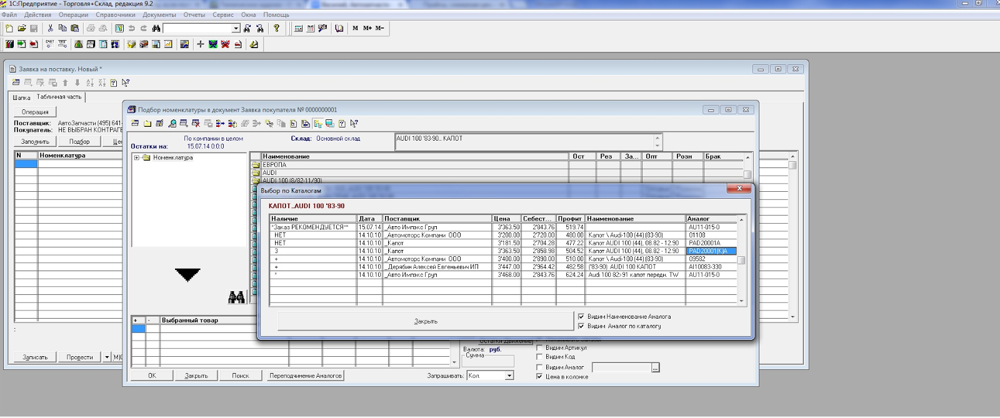 1С:Предприятие - Торговля+Склад, редакция 9.2
Файл Действия Операции Справочники Документы Отчеты Сервис Окна Помощь
M M+ M-
Заявка на поставку. Новый *
Шапка Табличная часть
Операция
Поставщик: Авто.Запчасти (495) 641-
Покупатель: НЕ ВЫБРАН КОНТРАГЕ
Заполнить Подбор Це
N Номенклатура
:
Записать Провести
Подбор номенклатуры в документ Заявка покупателя № 0000000001
По компании в целом Склад: Основной склад AUDI 100 '83-90_ КАПОТ
Остатки на: 15.07.14 0:0:0
Номенклатура
Наименование Ост Рез За... Опт Розн Брак
ЕВРОПА
AUDI
AUDI 100 (8/82-11/90)
Выбор по Каталогам
КАПОТ_AUDI 100 '83-90
Наличие Дата Поставщик Цена Себест... Профит Наименование Аналог
*Заказ РЕКОМЕНДУЕТСЯ** 15.07.14 _Авто Импэкс Груп 3'363.50 2'843.76 519.74 AU11-015-0
НЕТ 14.10.10 _Автомоторс Компани ООО 3'200.00 2'720.00 480.00 Капот \ Audi-100 (44) (83-90) 01108
НЕТ 14.10.10 _Капот 3'181.50 2'704.28 477.22 Капот AUDI 100 (44), 08.82 - 12.90 PAD20001A
3 14.10.10 _Капот 3'363.50 2'858.98 504.52 Капот AUDI 100 (44), 08.82 - 12.90 PAD20001(K)A
+ 14.10.10 _Автомоторс Компани ООО 3'400.00 2'890.00 510.00 Капот \ Audi-100 (44) (83-90) 09582
+ 14.10.10 _Дерябин Алексей Евгеньевич ИП 3'447.00 2'964.42 482.58 ('83-90) AUDI 100 КАПОТ AI10083-330
* 14.10.10 _Авто Импэкс Груп 3'468.00 2'843.76 624.24 Audi 100 82>91 капот передн. TW AU11-015-0
Закрыть
Видим Наименование Аналога
Видим Аналог по каталогу
+ - Выбранный товар
Остатки Движение
Валюта: руб.
Сумма
Видим Артикул
Видим Код
Видим Аналог ...
Цена в колонке
OK Закрыть Поиск Переподчинение Аналогов Запрашивать: Кол.